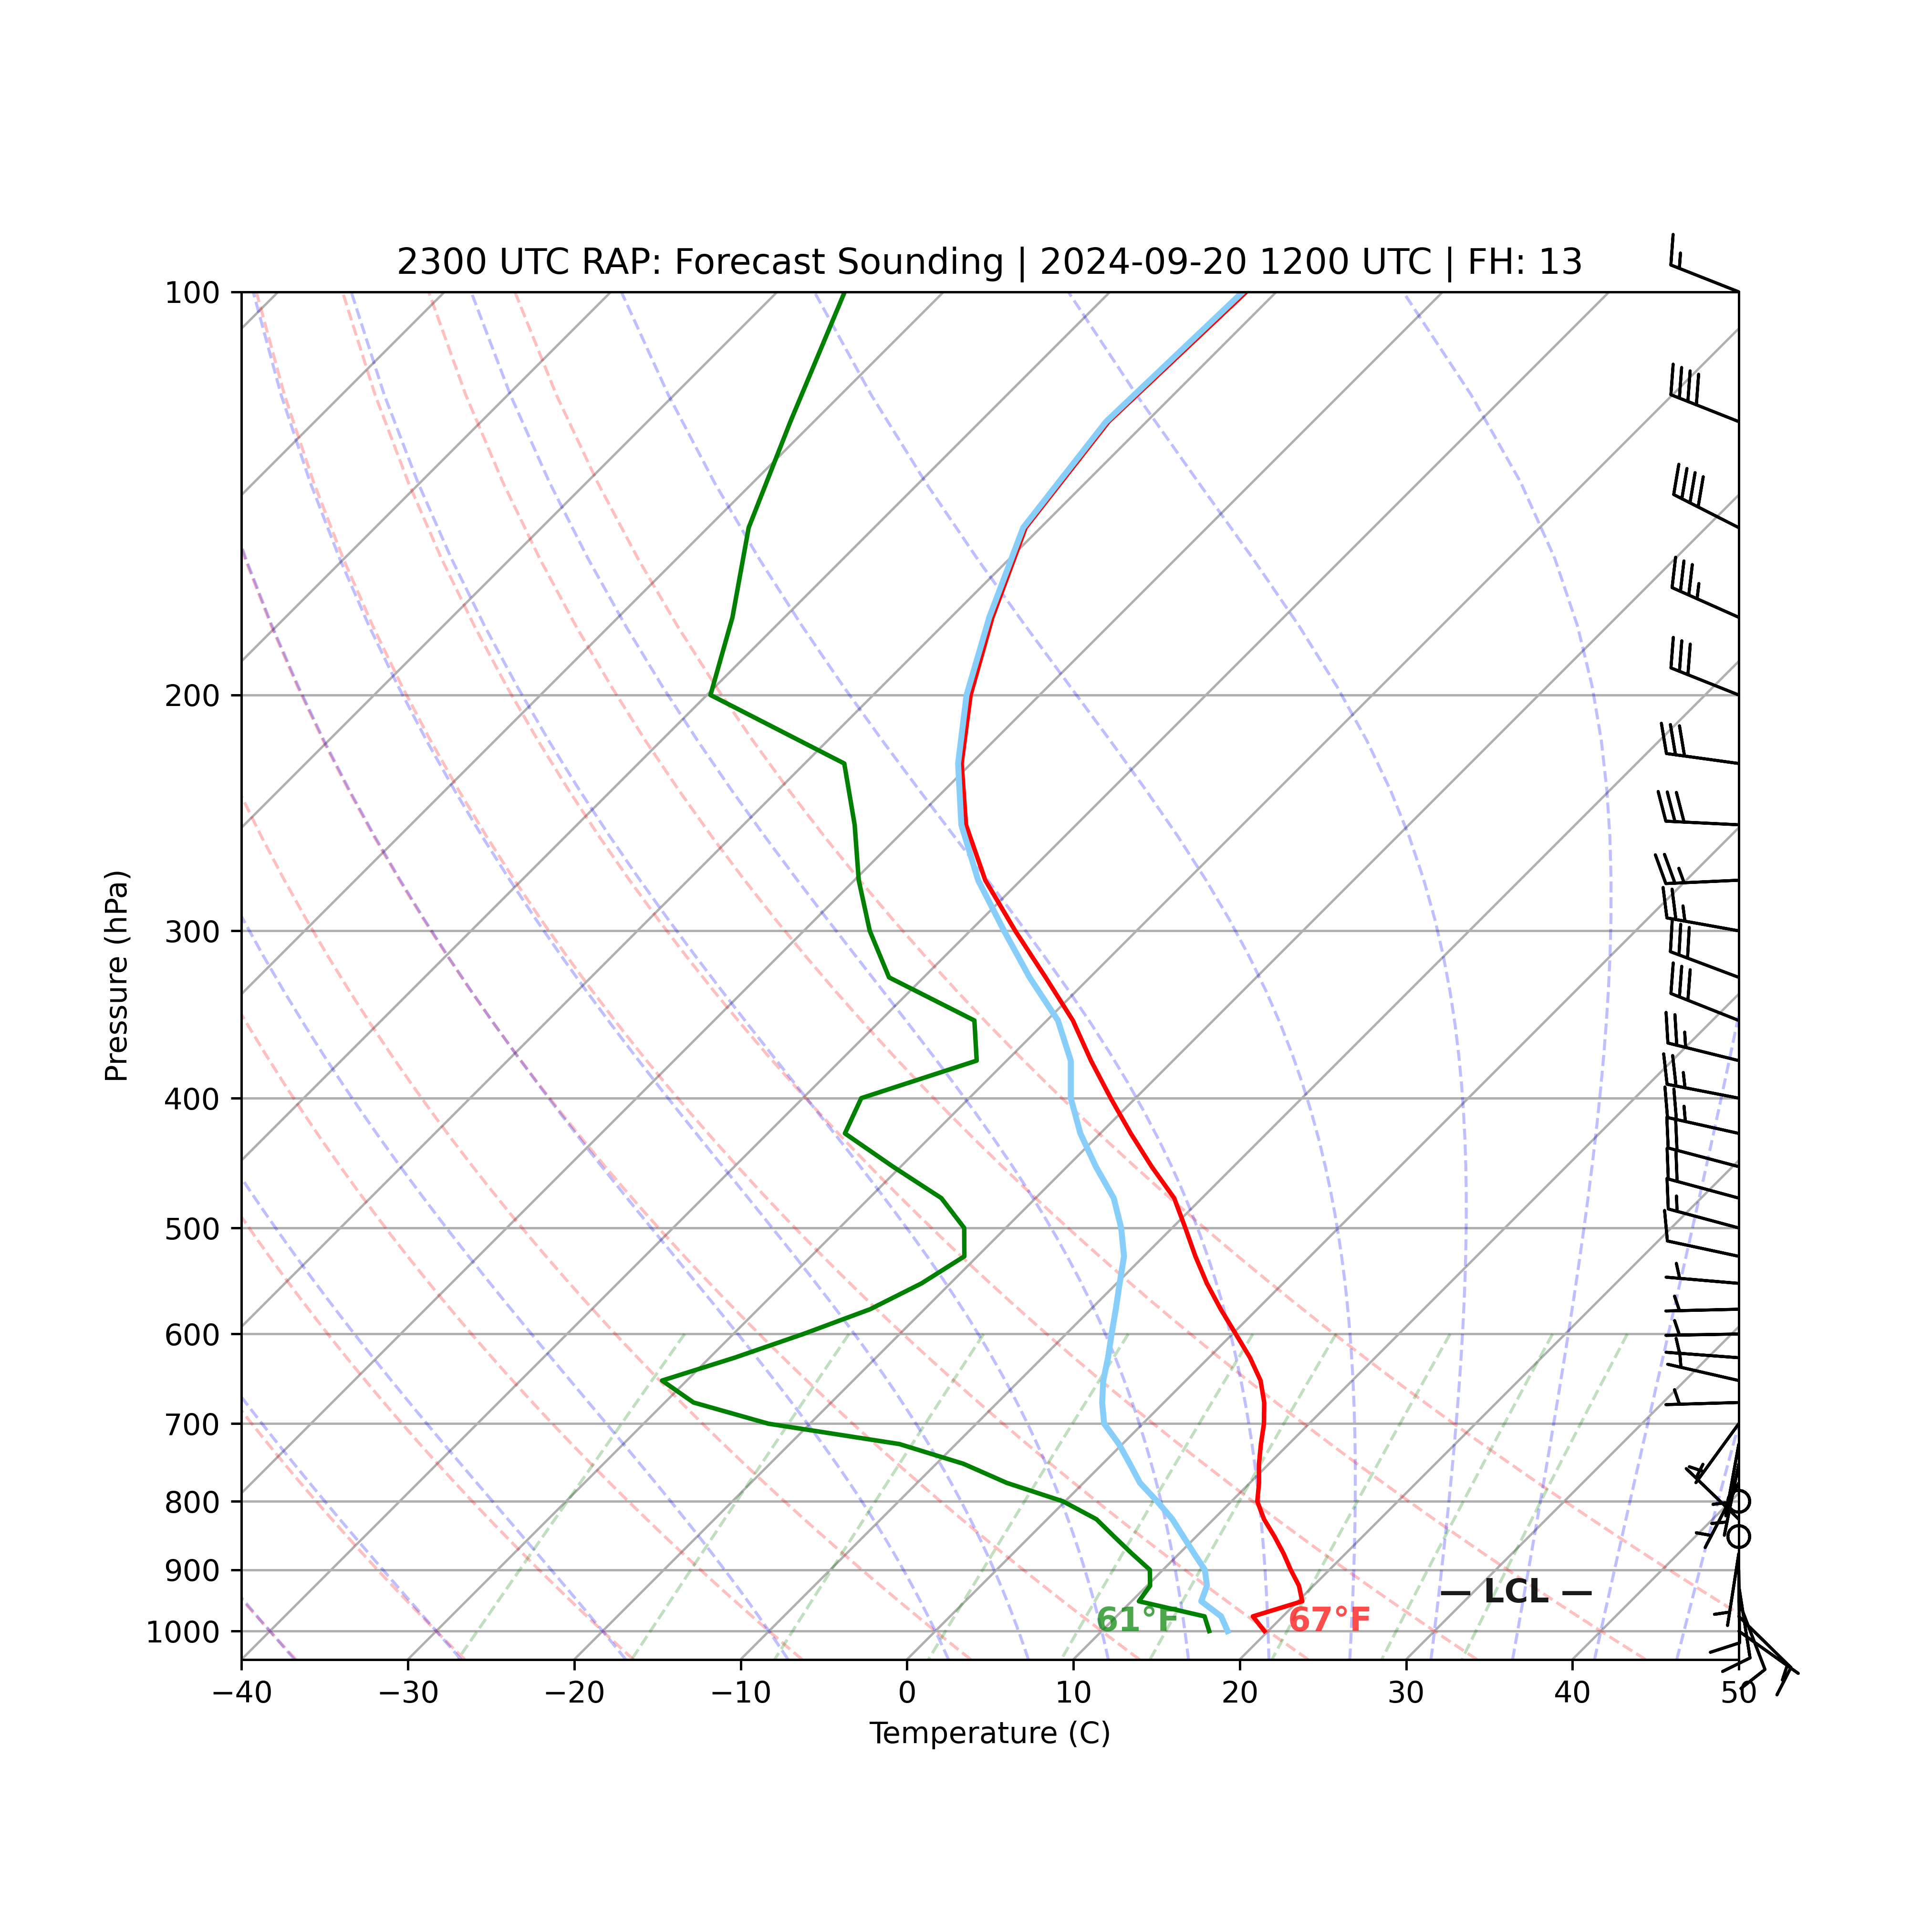 2300 UTC RAP: Forecast Sounding | 2024-09-20 1200 UTC | FH: 13
100
200
300
400
500
600
700
800
900
1000
Pressure (hPa)
— LCL —
61°F
67°F
−40 −30 −20 −10 0 10 20 30 40 50
Temperature (C)